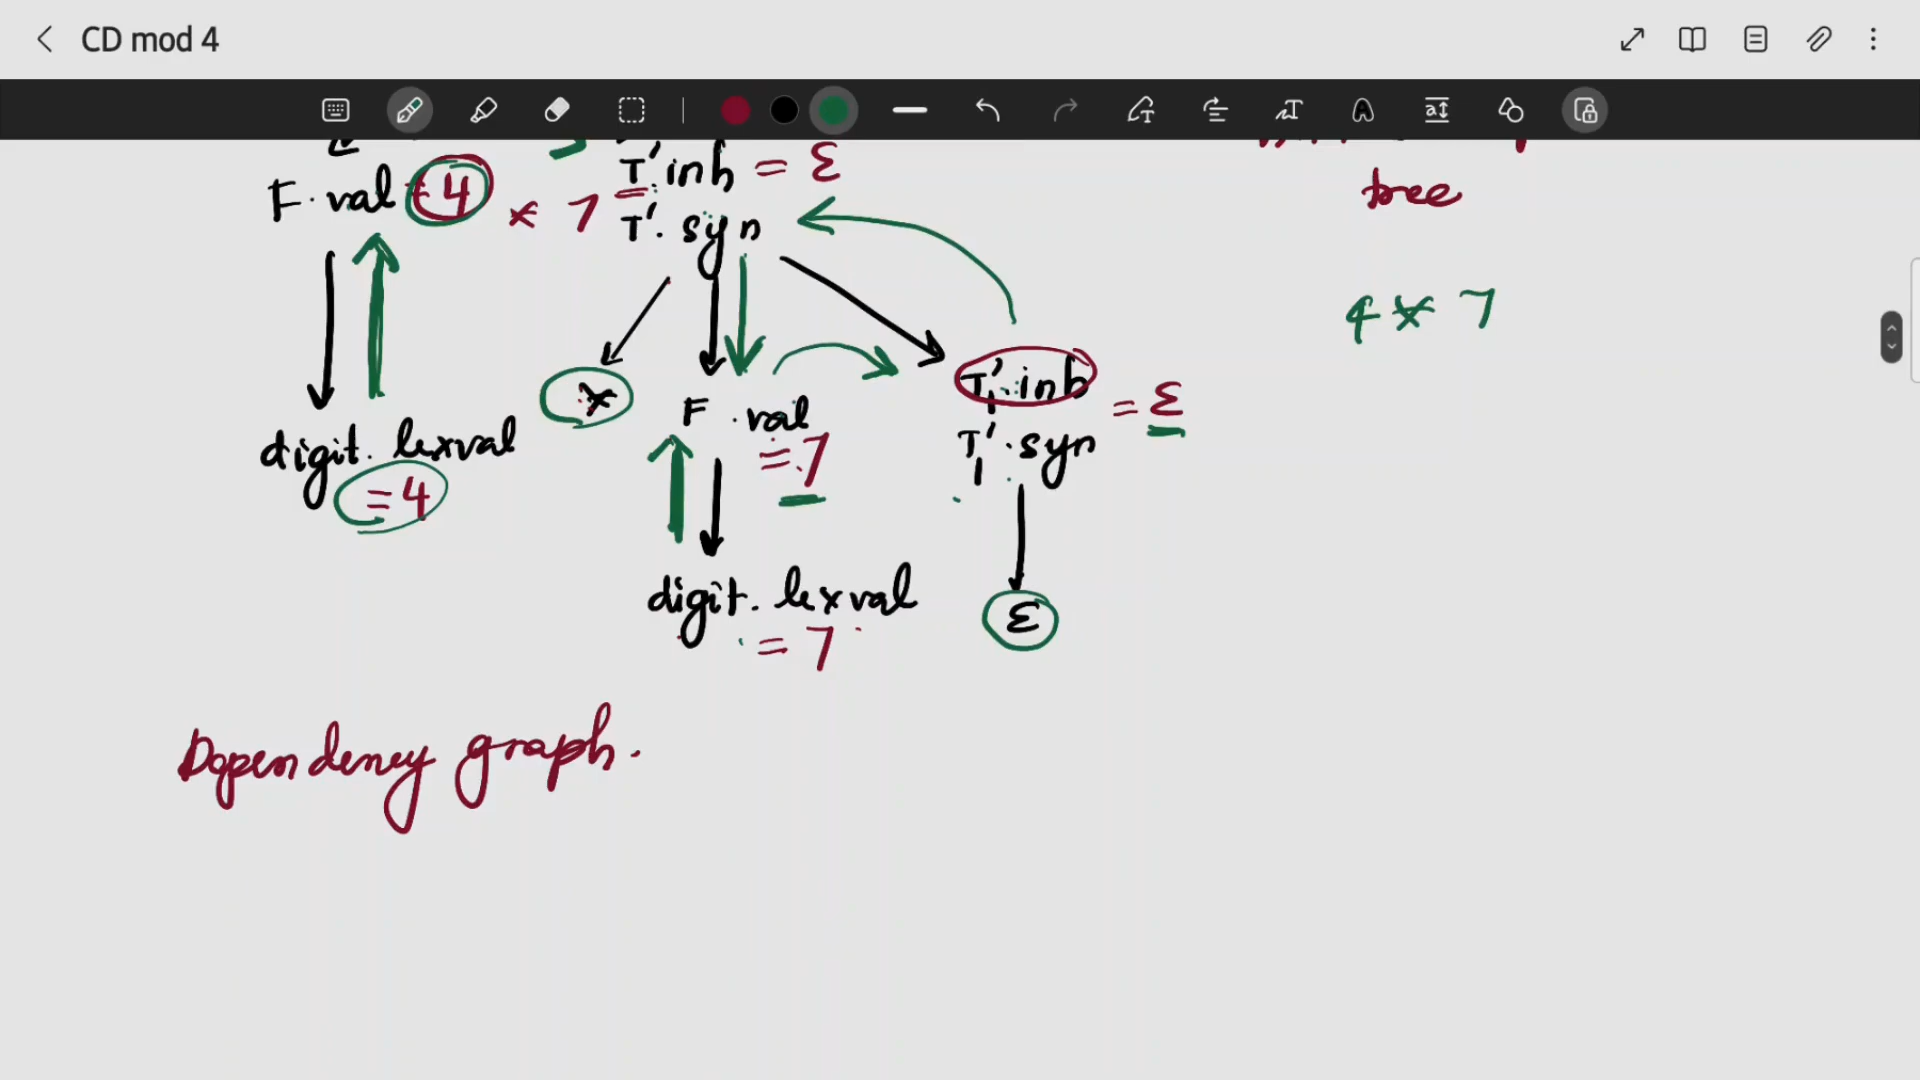 CD mod 4
T'.inh = ε
tree
F.val = 4 * 7
T'.syn
4 * 7
*
F.val
= 7
T₁'.inh
= ε
T₁'.syn
digit.lexval
= 4
digit.lexval
= 7
ε
Dependency graph.